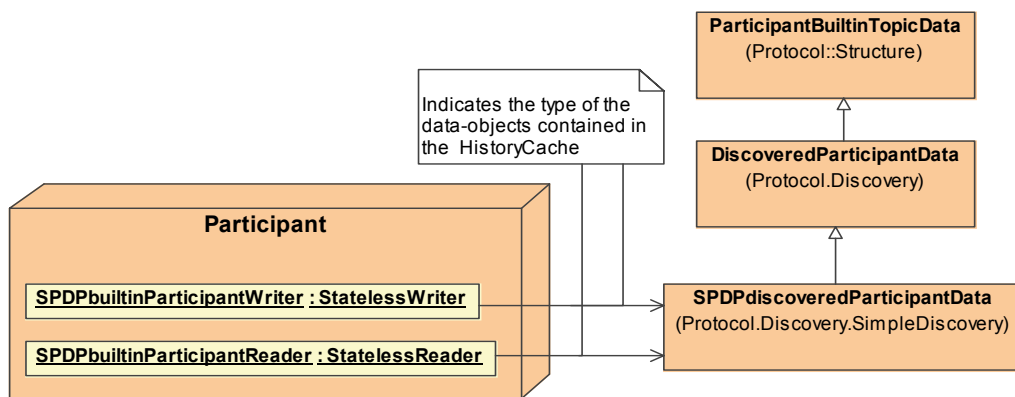 ParticipantBuiltinTopicData
(Protocol::Structure)
Indicates the type of the
data-objects contained in
the HistoryCache
DiscoveredParticipantData
(Protocol.Discovery)
Participant
SPDPbuiltinParticipantWriter : StatelessWriter
SPDPdiscoveredParticipantData
(Protocol.Discovery.SimpleDiscovery)
SPDPbuiltinParticipantReader : StatelessReader